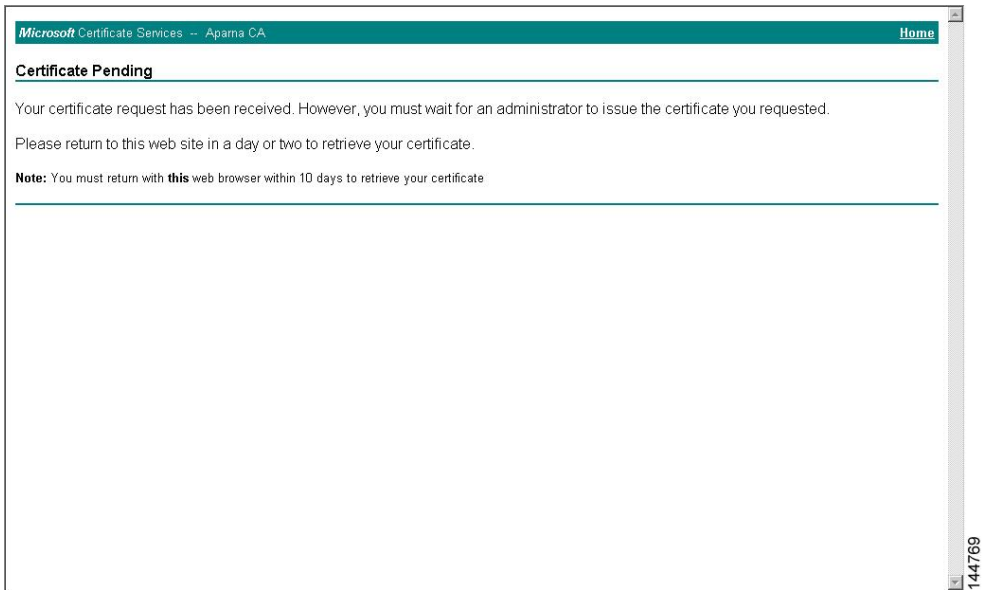 Microsoft Certificate Services -- Aparna CA Home
Certificate Pending
Your certificate request has been received. However, you must wait for an administrator to issue the certificate you requested.
Please return to this web site in a day or two to retrieve your certificate.
Note: You must return with this web browser within 10 days to retrieve your certificate
144769